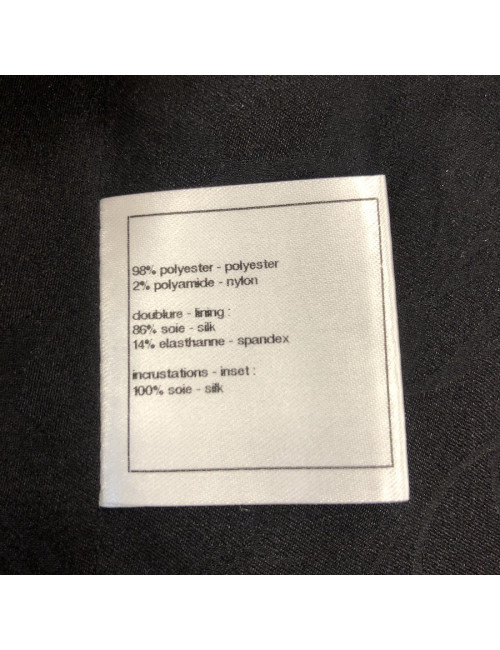 98% polyester - polyester
2% polyamide - nylon
doublure - lining :
86% soie - silk
14% elasthanne - spandex
incrustations - inset :
100% soie - silk